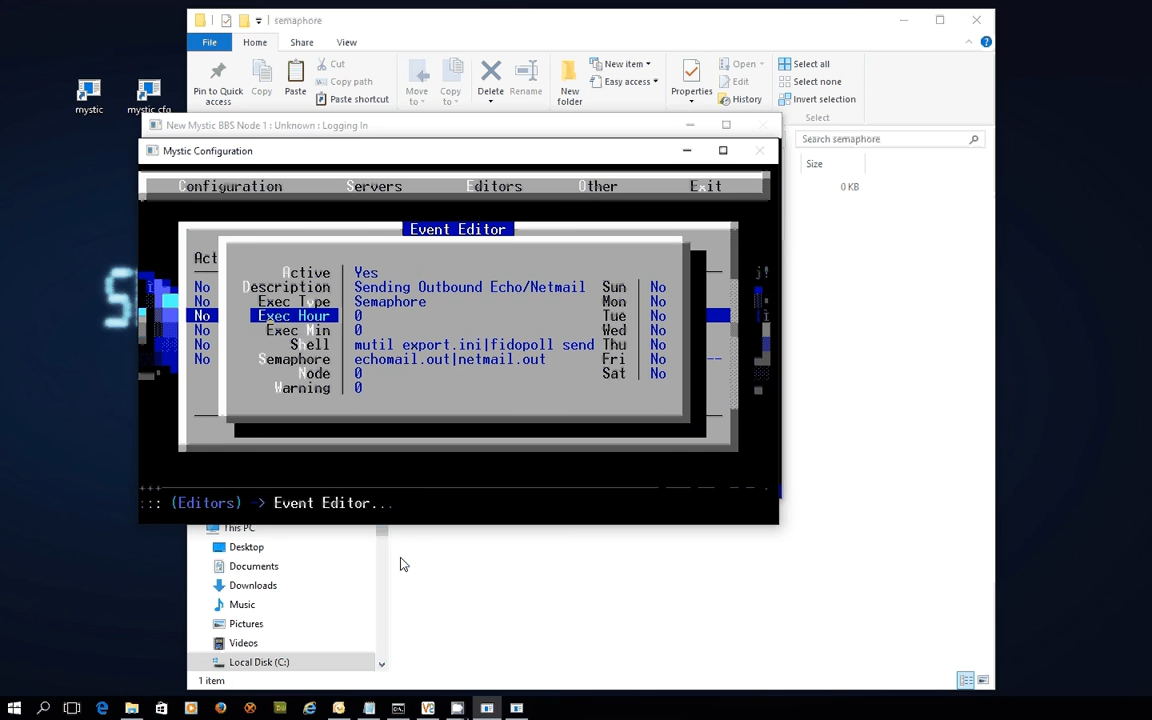 semaphore
File Home Share View
Pin to Quick access
Copy
Paste
Cut
Copy path
Paste shortcut
Move to
Copy to
Delete
Rename
New folder
New item
Easy access
Properties
Open
Edit
History
Select all
Select none
Invert selection
Select
mystic
mystic cfg
New Mystic BBS Node 1 : Unknown : Logging In
Search semaphore
Mystic Configuration
Size
0 KB
Configuration Servers Editors Other Exit
Event Editor
Act
Active Yes
Description Sending Outbound Echo/Netmail Sun No
Exec Type Semaphore Mon No
Exec Hour 0 Tue No
Exec Min 0 Wed No
Shell mutil export.ini|fidopoll send Thu No
Semaphore echomail.out|netmail.out Fri No
Node 0 Sat No
Warning 0
No
No
No
No
No
No
::: (Editors) -> Event Editor...
This PC
Desktop
Documents
Downloads
Music
Pictures
Videos
Local Disk (C:)
1 item